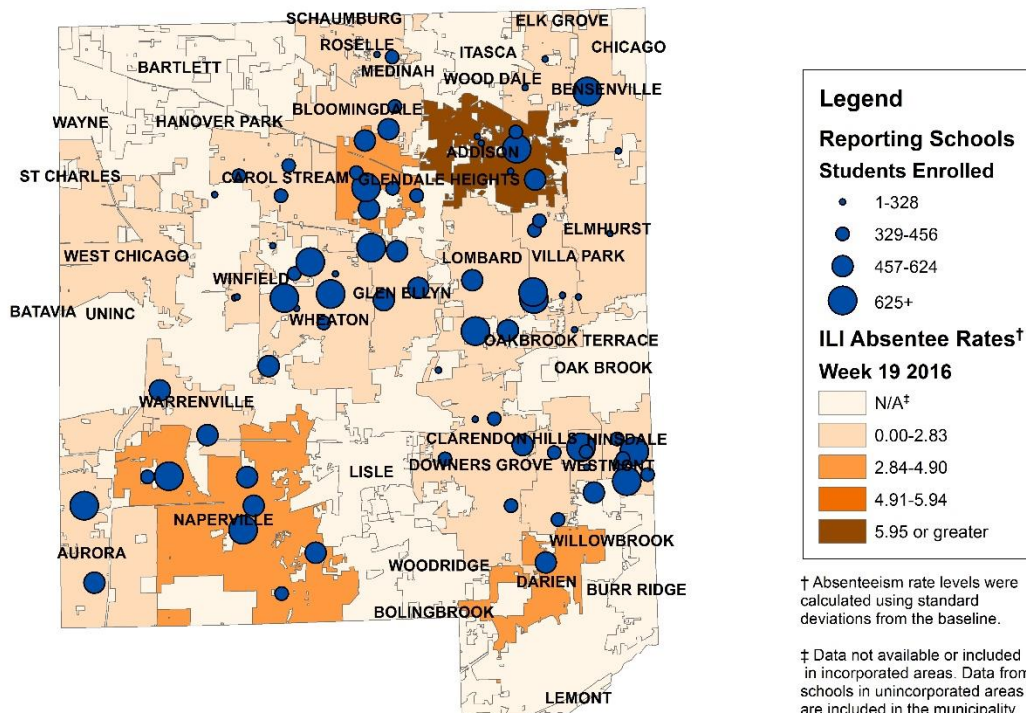 SCHAUMBURG
ELK GROVE
ROSELLE
ITASCA
CHICAGO
BARTLETT
MEDINAH
WOOD DALE
BENSENVILLE
BLOOMINGDALE
WAYNE
HANOVER PARK
ADDISON
ST CHARLES
CAROL STREAM
GLENDALE HEIGHTS
ELMHURST
WEST CHICAGO
LOMBARD
VILLA PARK
WINFIELD
GLEN ELLYN
BATAVIA
UNINC
WHEATON
OAKBROOK TERRACE
OAK BROOK
WARRENVILLE
CLARENDON HILLS
HINSDALE
LISLE
DOWNERS GROVE
WESTMONT
NAPERVILLE
AURORA
WILLOWBROOK
WOODRIDGE
DARIEN
BURR RIDGE
BOLINGBROOK
LEMONT
Legend
Reporting Schools
Students Enrolled
1-328
329-456
457-624
625+
ILI Absentee Rates†
Week 19 2016
N/A‡
0.00-2.83
2.84-4.90
4.91-5.94
5.95 or greater
† Absenteeism rate levels were
calculated using standard
deviations from the baseline.
‡ Data not available or included
in incorporated areas. Data from
schools in unincorporated areas
are included in the municipality